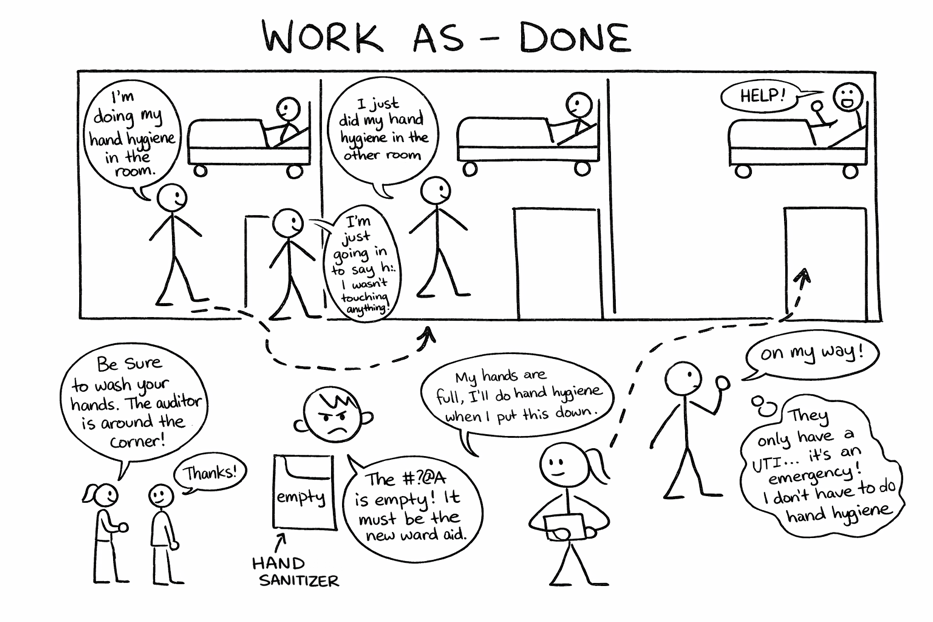 WORK AS - DONE
I'm
doing my
hand hygiene
in the
room.
I just
did my hand
hygiene in the
other room
HELP!
I'm
just
going in
to say hi.
I wasn't
touching
anything!
Be Sure
to wash your
hands. The auditor
is around the
corner!
Thanks!
empty
HAND
SANITIZER
The #?@A
is empty! It
must be the
new ward aid.
My hands are
full, I'll do hand hygiene
when I put this down.
on my way!
They
only have a
UTI... it's an
emergency!
I don't have to do
hand hygiene